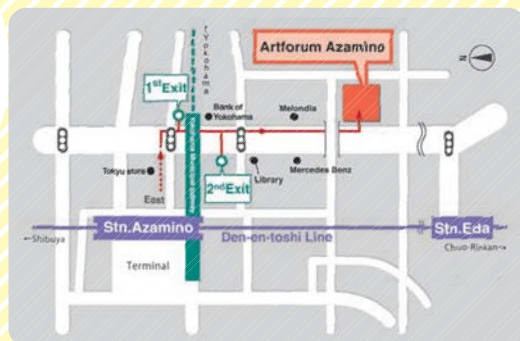 Artforum Azamino
↑Yokohama
N
1st Exit
Bank of
Yokohama
Melondia
Tokyu store
2nd Exit
Library
Mercedes Benz
East
Stn.Azamino
Den-en-toshi Line
Stn.Eda
←Shibuya
Chuo-Rinkan→
Terminal